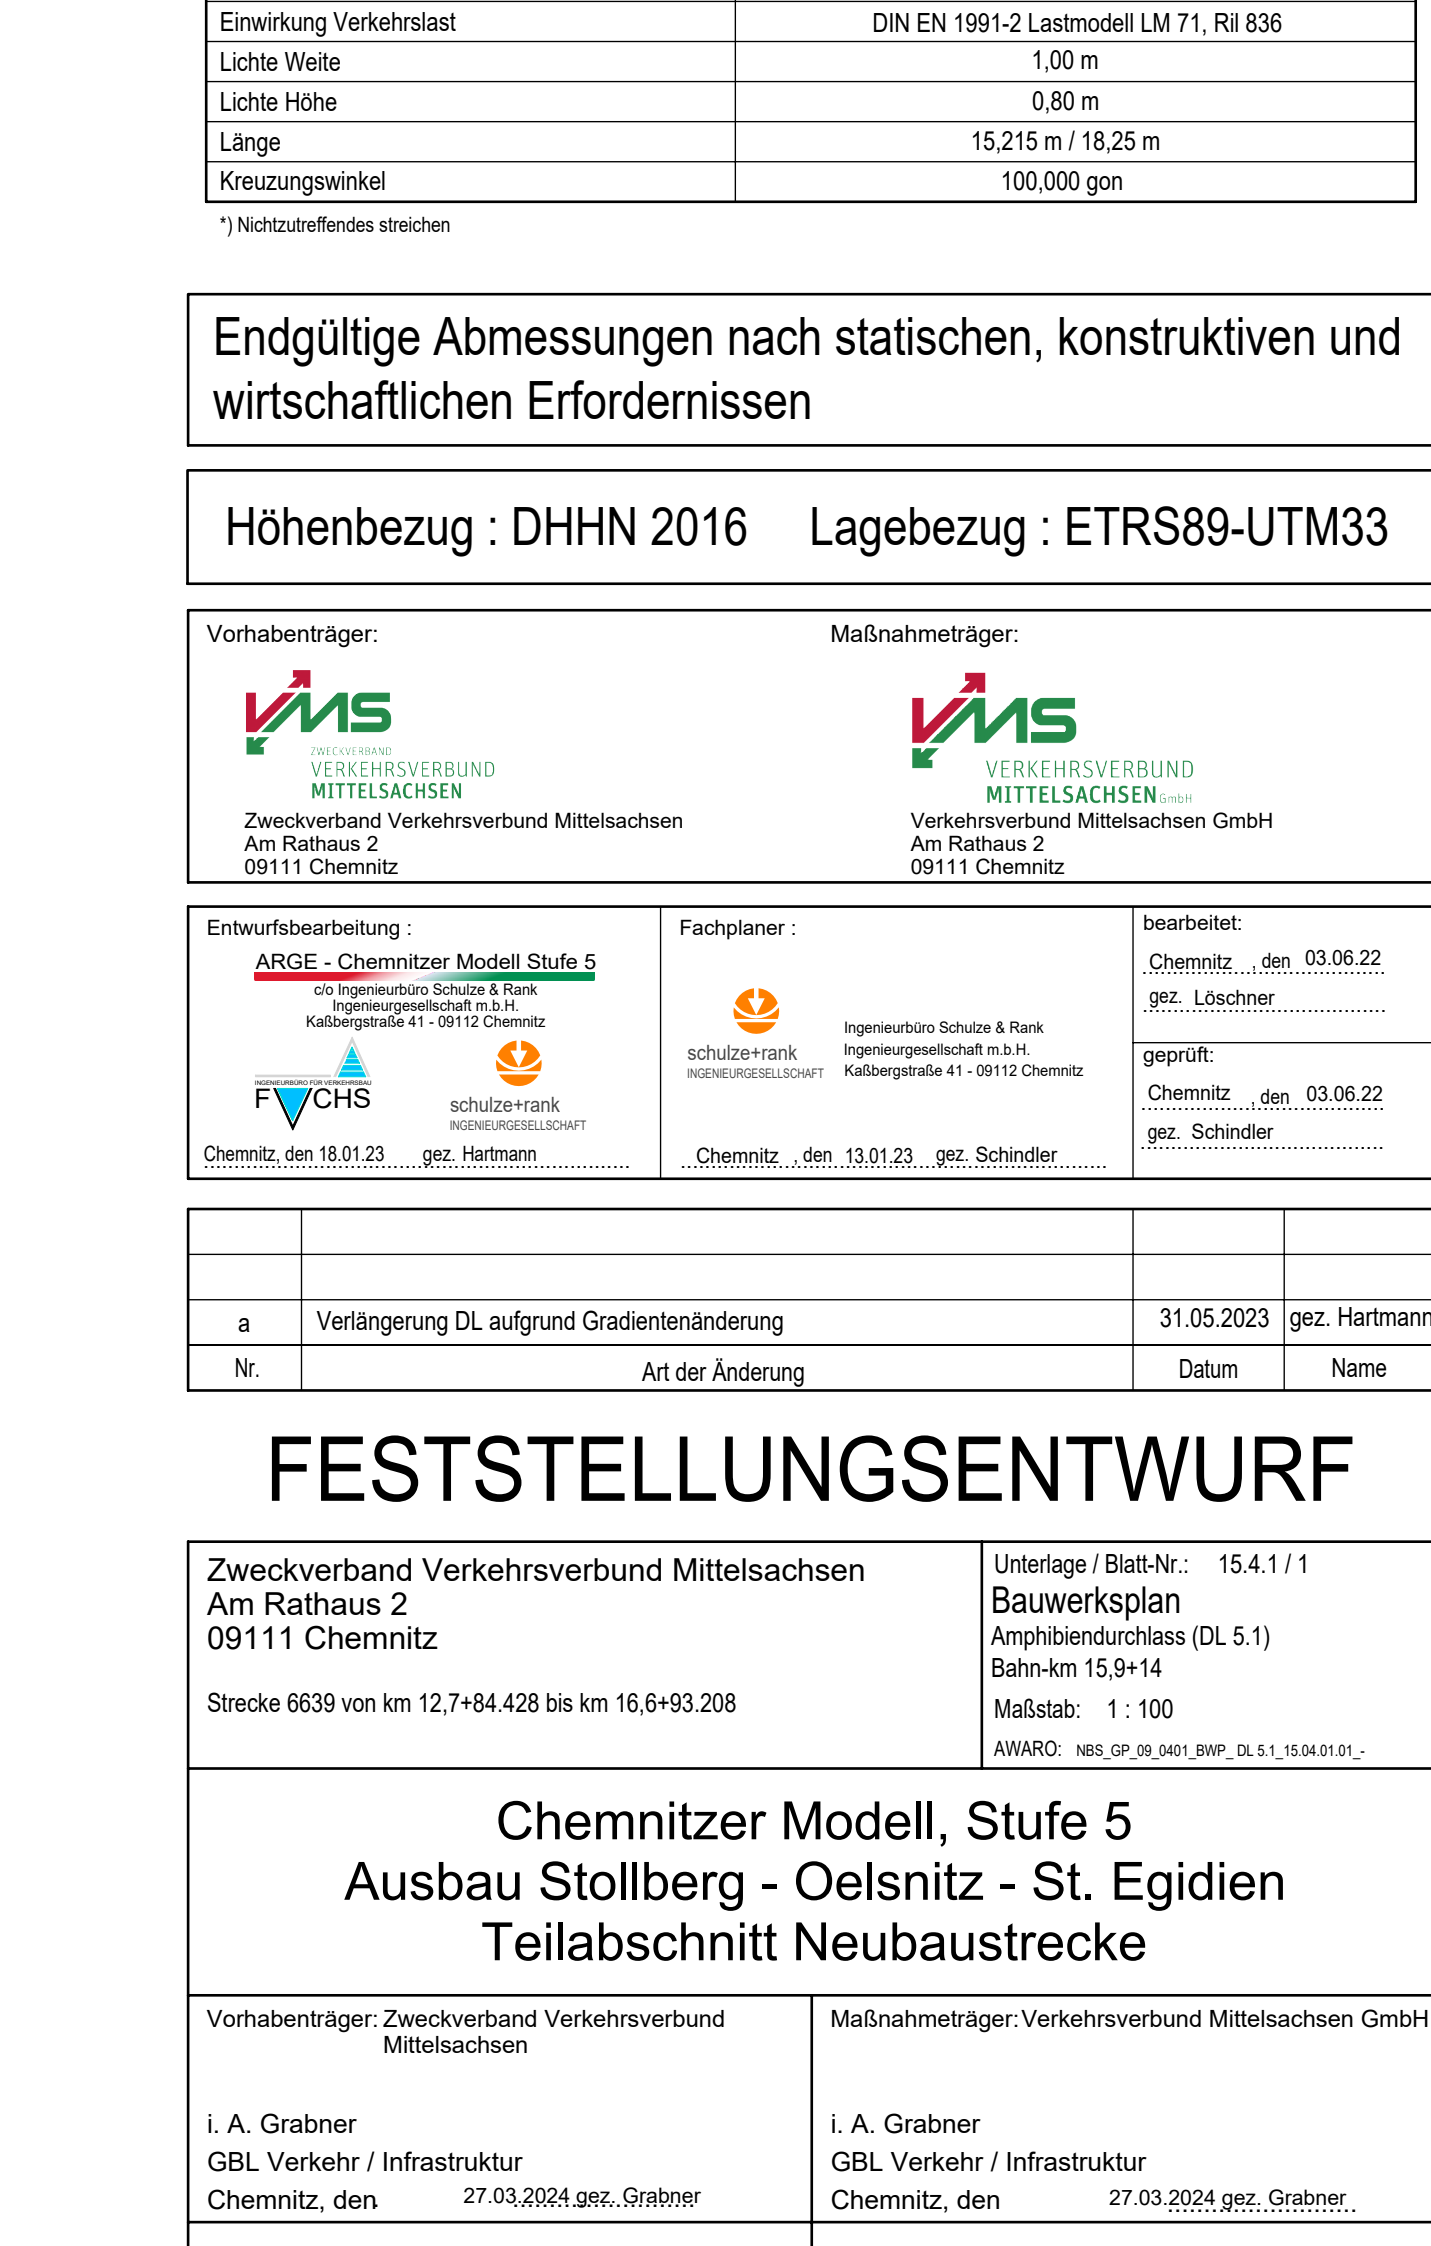 Einwirkung Verkehrslast DIN EN 1991-2 Lastmodell LM 71, Ril 836
Lichte Weite 1,00 m
Lichte Höhe 0,80 m
Länge 15,215 m / 18,25 m
Kreuzungswinkel 100,000 gon
*) Nichtzutreffendes streichen
Endgültige Abmessungen nach statischen, konstruktiven und
wirtschaftlichen Erfordernissen
Höhenbezug : DHHN 2016 Lagebezug : ETRS89-UTM33
Vorhabenträger:
VMS
ZWECKVERBAND
VERKEHRSVERBUND
MITTELSACHSEN
Zweckverband Verkehrsverbund Mittelsachsen
Am Rathaus 2
09111 Chemnitz
Maßnahmeträger:
VMS
VERKEHRSVERBUND
MITTELSACHSEN GmbH
Verkehrsverbund Mittelsachsen GmbH
Am Rathaus 2
09111 Chemnitz
Entwurfsbearbeitung :
ARGE - Chemnitzer Modell Stufe 5
c/o Ingenieurbüro Schulze & Rank
Ingenieurgesellschaft m.b.H.
Kaßbergstraße 41 - 09112 Chemnitz
INGENIEURBÜRO FÜR VERKEHRSBAU
FUCHS
schulze+rank
INGENIEURGESELLSCHAFT
Chemnitz, den 18.01.23 gez. Hartmann
Fachplaner :
schulze+rank
INGENIEURGESELLSCHAFT
Ingenieurbüro Schulze & Rank
Ingenieurgesellschaft m.b.H.
Kaßbergstraße 41 - 09112 Chemnitz
Chemnitz , den 13.01.23 gez. Schindler
bearbeitet:
Chemnitz , den 03.06.22
gez. Löschner
geprüft:
Chemnitz , den 03.06.22
gez. Schindler
a Verlängerung DL aufgrund Gradientenänderung 31.05.2023 gez. Hartmann
Nr. Art der Änderung Datum Name
FESTSTELLUNGSENTWURF
Zweckverband Verkehrsverbund Mittelsachsen
Am Rathaus 2
09111 Chemnitz
Strecke 6639 von km 12,7+84.428 bis km 16,6+93.208
Unterlage / Blatt-Nr.: 15.4.1 / 1
Bauwerksplan
Amphibiendurchlass (DL 5.1)
Bahn-km 15,9+14
Maßstab: 1 : 100
AWARO: NBS_GP_09_0401_BWP_ DL 5.1_15.04.01.01_-
Chemnitzer Modell, Stufe 5
Ausbau Stollberg - Oelsnitz - St. Egidien
Teilabschnitt Neubaustrecke
Vorhabenträger: Zweckverband Verkehrsverbund
Mittelsachsen
i. A. Grabner
GBL Verkehr / Infrastruktur
Chemnitz, den 27.03.2024 gez. Grabner
Maßnahmeträger: Verkehrsverbund Mittelsachsen GmbH
i. A. Grabner
GBL Verkehr / Infrastruktur
Chemnitz, den 27.03.2024 gez. Grabner